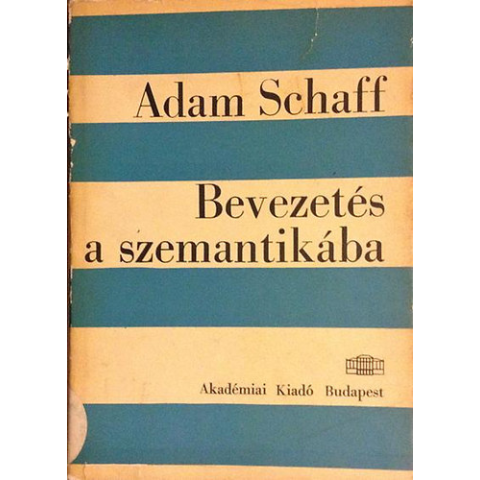 Adam Schaff
Bevezetés
a szemantikába
Akadémiai Kiadó Budapest